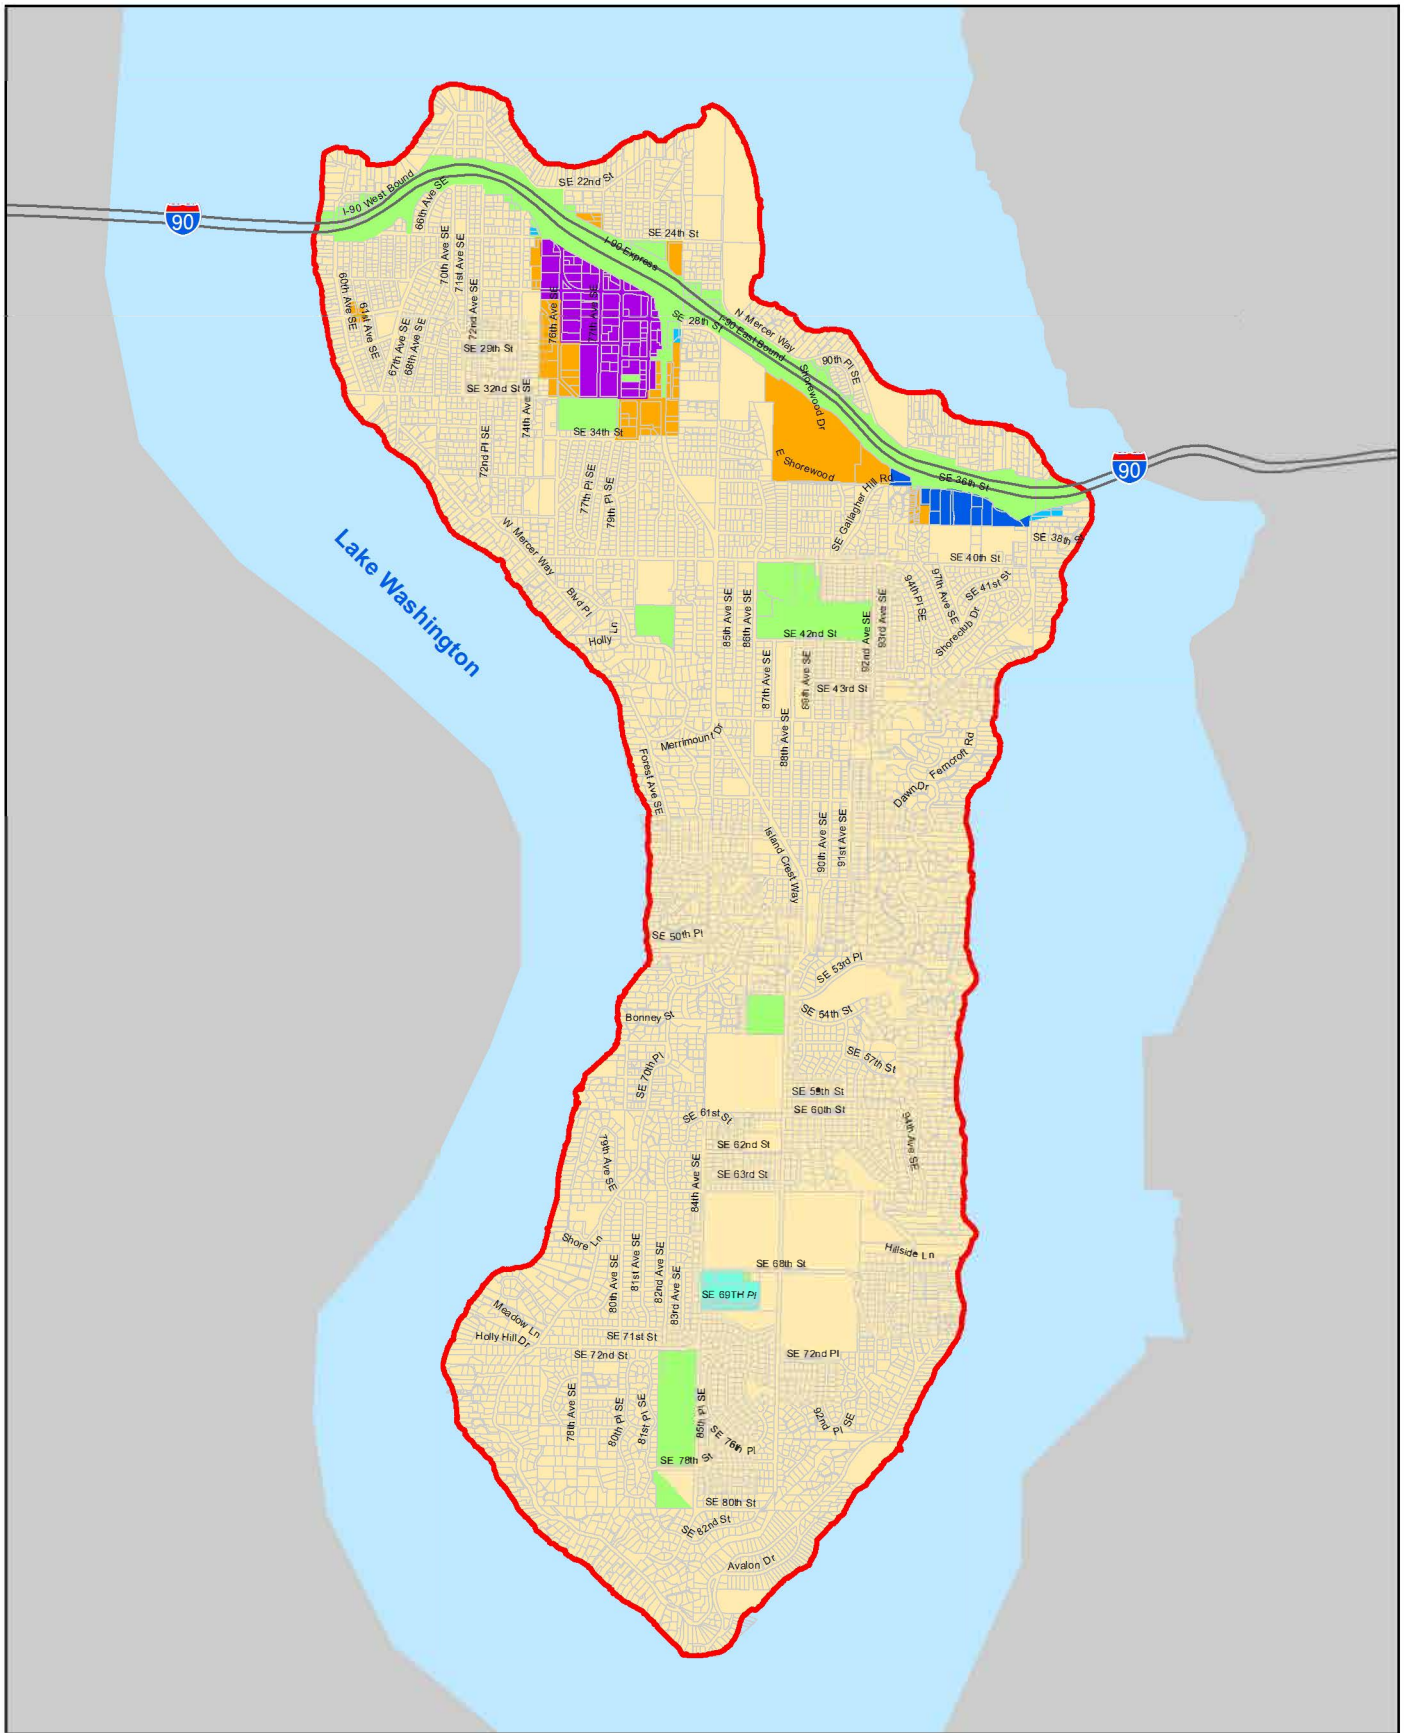 SE 22nd St
I-90 West Bound
66th Ave SE
90
SE 24th St
I-90 Express
70th Ave SE
71st Ave SE
60th Ave SE
61st Ave SE
72nd Ave SE
76th Ave SE
77th Ave SE
67th Ave SE
68th Ave SE
SE 28th St
I-90 East Bound
N Mercer Way
SE 29th St
90th Pl SE
SE 32nd St
74th Ave SE
Shorewood Dr
SE 34th St
72nd Pl SE
E Shorewood
90
77th Pl SE
79th Pl SE
SE Gallagher Hill Rd
SE 36th St
W Mercer Way
SE 38th
SE 40th St
Lake Washington
Blvd Pl
Holly Ln
85th Ave SE
86th Ave SE
94th Pl SE
97th Ave SE
SE 41st St
92nd Ave SE
93rd Ave SE
SE 42nd St
Shoreclub Dr
87th Ave SE
89th Ave SE
SE 43rd St
88th Ave SE
Merrimount Dr
Forest Ave SE
Ferncroft Rd
Dawn Dr
Island Crest Way
90th Ave SE
91st Ave SE
SE 50th Pl
SE 53rd Pl
Bonney St
SE 54th St
SE 70th Pl
SE 57th St
SE 59th St
SE 60th St
SE 61st St
94th Ave SE
79th Ave SE
SE 62nd St
84th Ave SE
SE 63rd St
Shore Ln
Hillside Ln
80th Ave SE
81st Ave SE
82nd Ave SE
83rd Ave SE
SE 68th St
SE 69TH Pl
Meadow Ln
Holly Hill Dr
SE 71st St
SE 72nd St
SE 72nd Pl
78th Ave SE
80th Pl SE
81st Pl SE
85th Pl SE
92nd Pl SE
SE 76th Pl
SE 78th St
SE 80th St
SE 82nd St
Avalon Dr